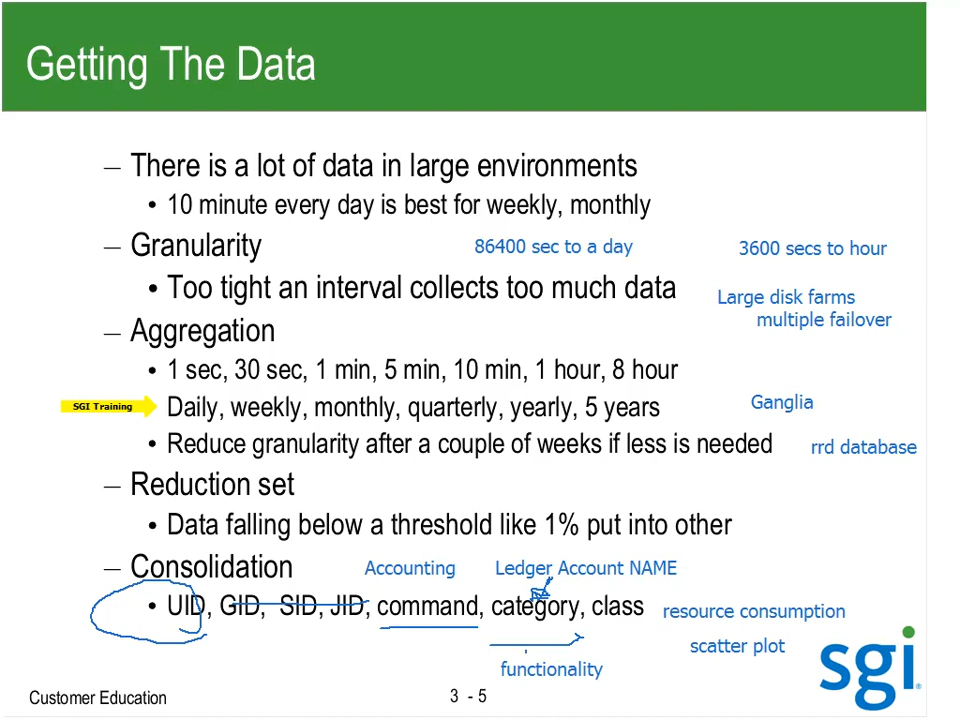 Getting The Data
– There is a lot of data in large environments
• 10 minute every day is best for weekly, monthly
– Granularity
86400 sec to a day
3600 secs to hour
• Too tight an interval collects too much data
Large disk farms
multiple failover
– Aggregation
• 1 sec, 30 sec, 1 min, 5 min, 10 min, 1 hour, 8 hour
SGI Training
• Daily, weekly, monthly, quarterly, yearly, 5 years
Ganglia
• Reduce granularity after a couple of weeks if less is needed
rrd database
– Reduction set
• Data falling below a threshold like 1% put into other
– Consolidation
Accounting
Ledger Account NAME
• UID, GID, SID, JID, command, category, class
resource consumption
scatter plot
functionality
sgi
Customer Education
3 - 5